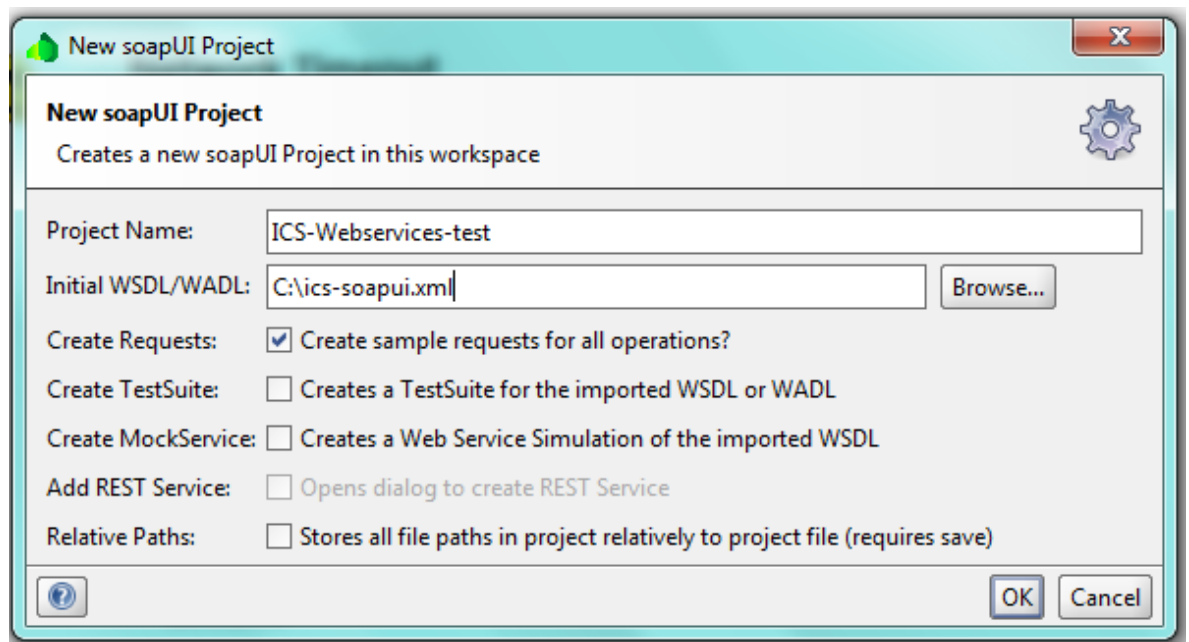 New soapUI Project
New soapUI Project
Creates a new soapUI Project in this workspace
Project Name: ICS-Webservices-test
Initial WSDL/WADL: C:\ics-soapui.xml Browse...
Create Requests: Create sample requests for all operations?
Create TestSuite: Creates a TestSuite for the imported WSDL or WADL
Create MockService: Creates a Web Service Simulation of the imported WSDL
Add REST Service: Opens dialog to create REST Service
Relative Paths: Stores all file paths in project relatively to project file (requires save)
? OK Cancel